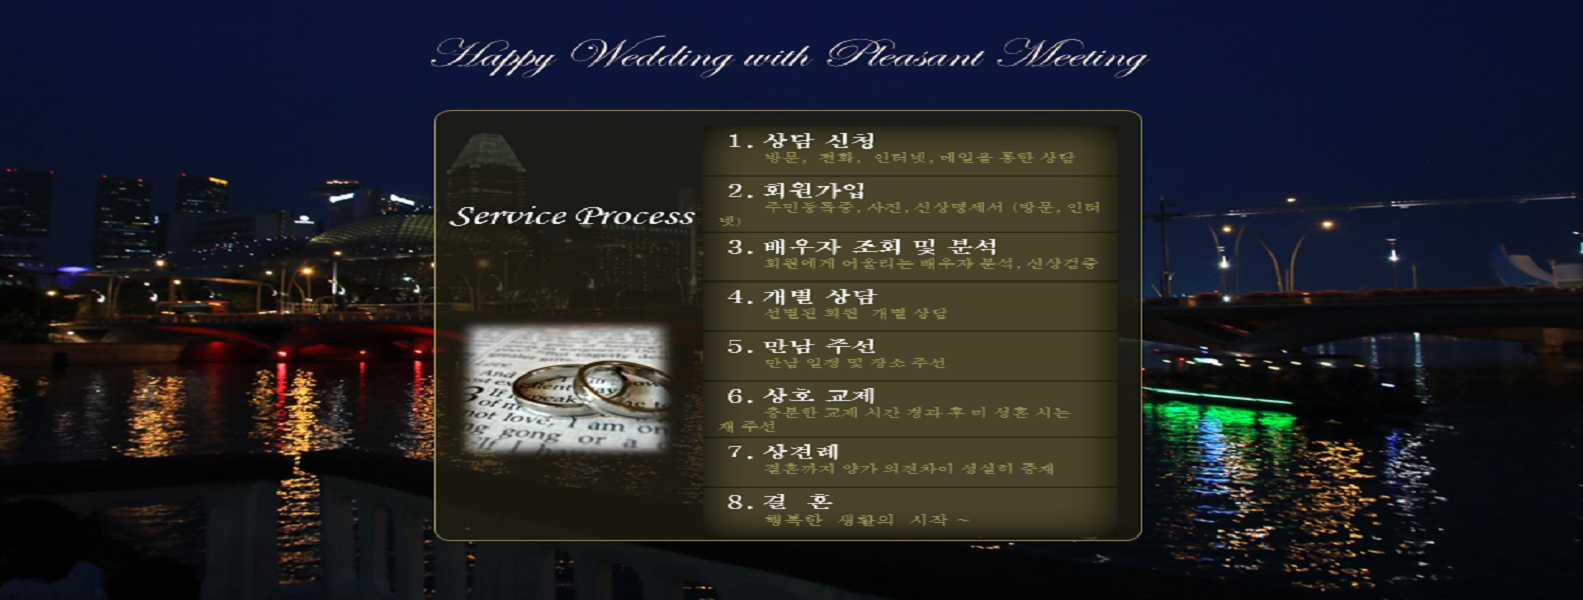 Happy Wedding with Pleasant Meeting
Service Process
1. 상담 신청
방문, 전화, 인터넷, 메일을 통한 상담
2. 회원가입
주민등록증, 사진, 신상명세서 (방문, 인터
넷)
3. 배우자 조회 및 분석
회원에게 어울리는 배우자 분석, 신상검증
4. 개별 상담
선별된 회원 개별 상담
5. 만남 주선
만남 일정 및 장소 주선
6. 상호 교제
충분한 교제 시간 경과 후 미 성혼 시는
재 주선
7. 상견례
결혼까지 양가 의견차이 성실히 중재
8. 결 혼
행복한 생활의 시작 ~
love
And
3
If
of m
not love, I am on
gong or a
If I have